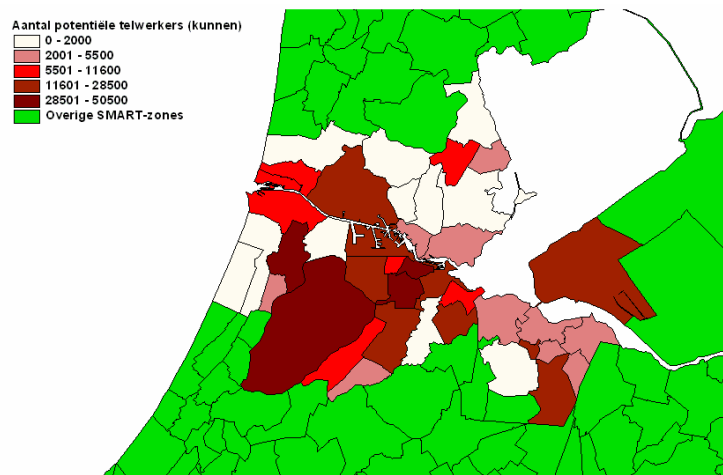 Aantal potentiële telwerkers (kunnen)
0 - 2000
2001 - 5500
5501 - 11600
11601 - 28500
28501 - 50500
Overige SMART-zones